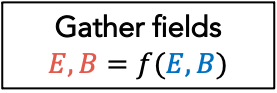 Gather fields
E, B = f(E, B)